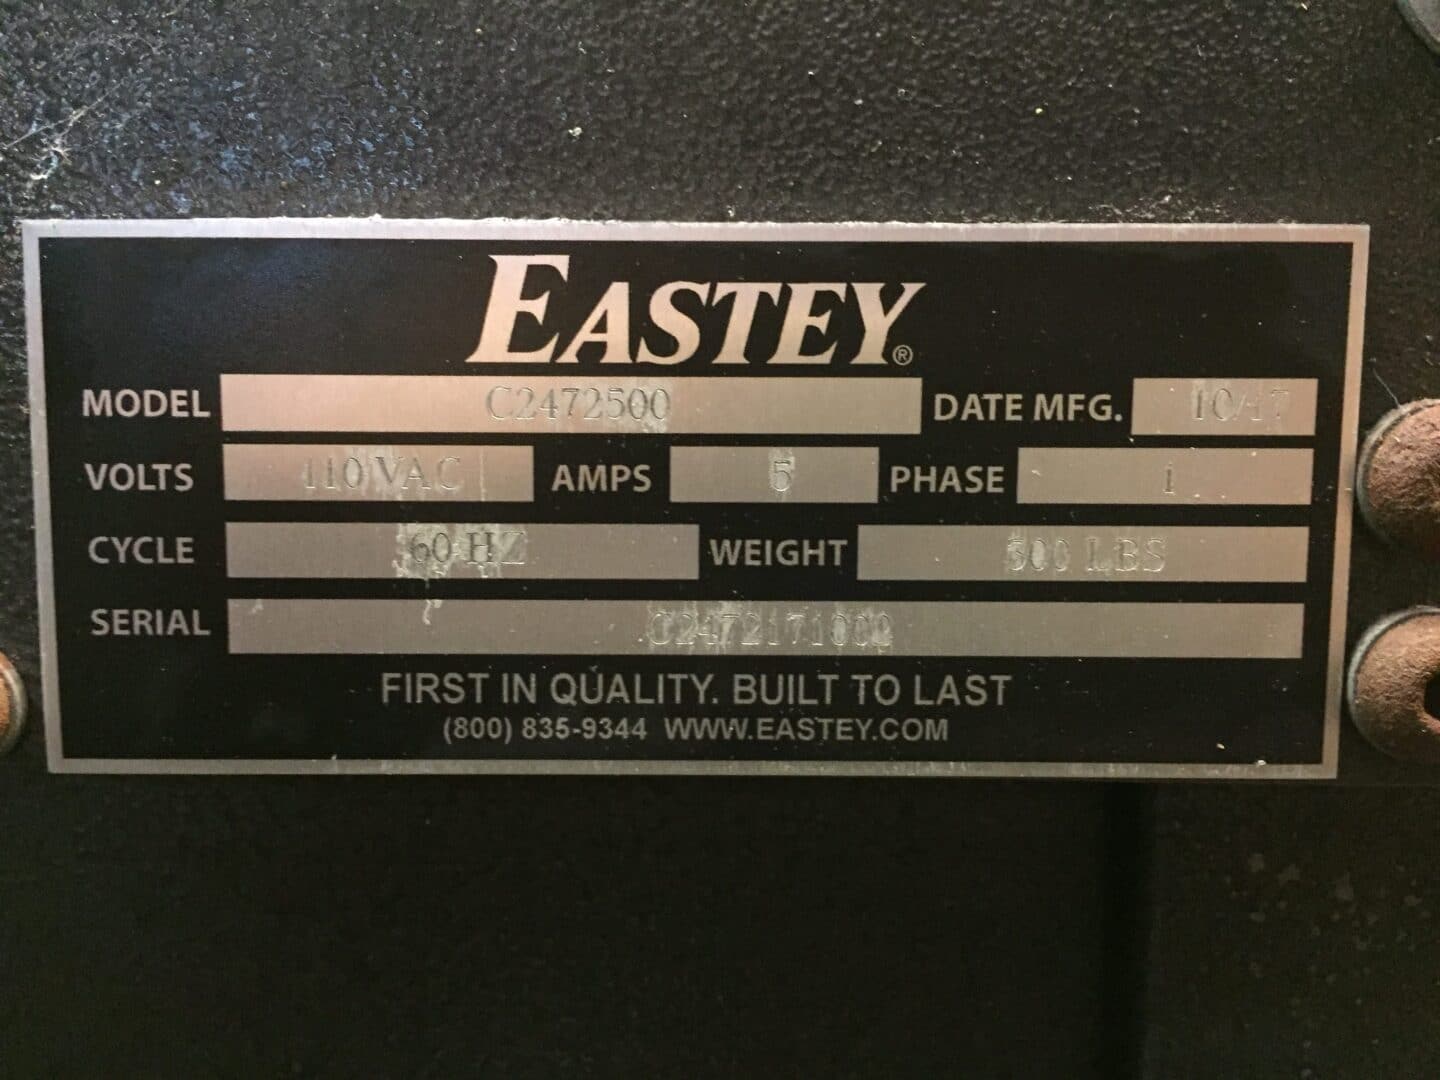 EASTEY®
MODEL C2472500 DATE MFG. 10/17
VOLTS 110 VAC AMPS 5 PHASE 1
CYCLE 60 HZ WEIGHT 500 LBS
SERIAL
FIRST IN QUALITY. BUILT TO LAST
(800) 835-9344 WWW.EASTEY.COM